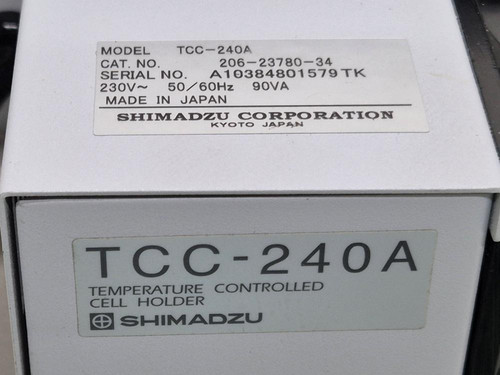 MODEL TCC-240A
CAT. NO. 206-23780-34
SERIAL NO. A10384801579TK
230V~ 50/60Hz 90VA
MADE IN JAPAN
SHIMADZU CORPORATION
KYOTO JAPAN
TCC-240A
TEMPERATURE CONTROLLED
CELL HOLDER
SHIMADZU